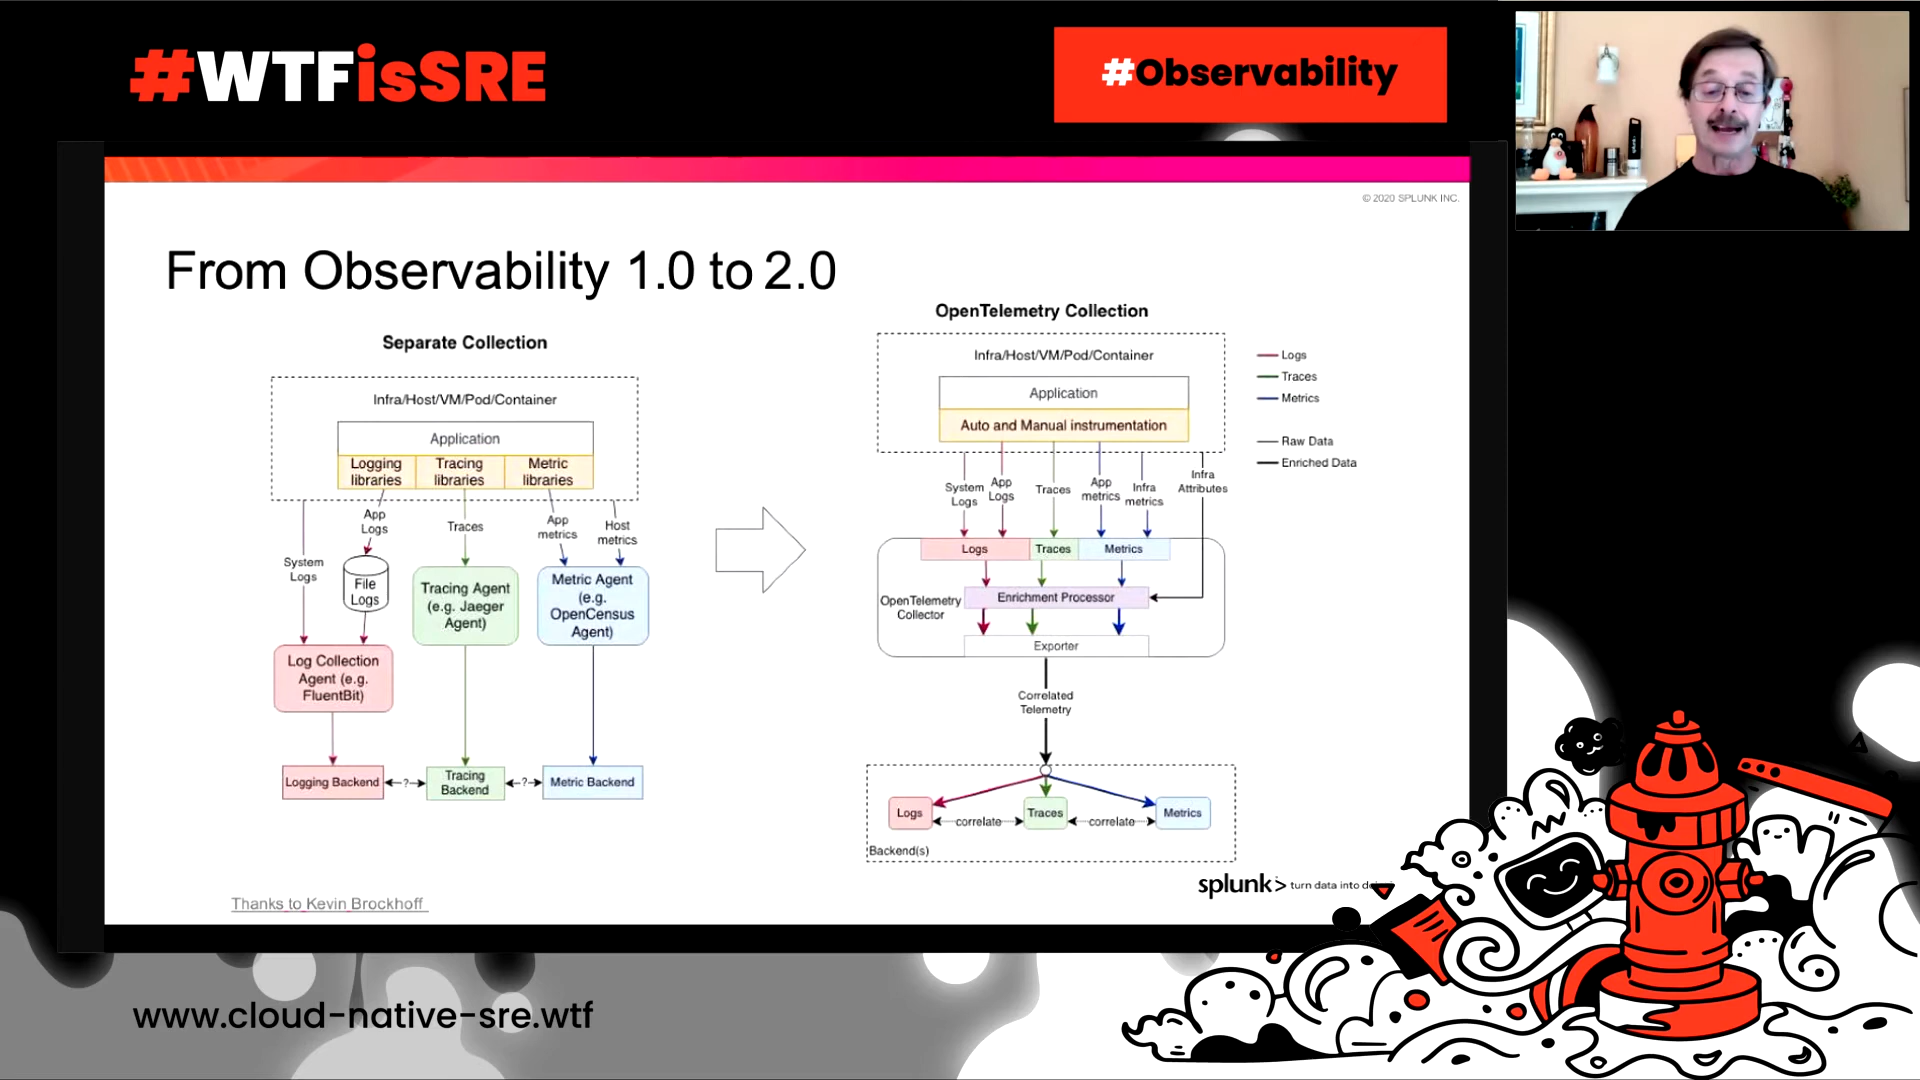 #WTFisSRE
#Observability
© 2020 SPLUNK INC.
From Observability 1.0 to 2.0
Separate Collection
Infra/Host/VM/Pod/Container
Application
Logging
libraries
Tracing
libraries
Metric
libraries
System
Logs
App
Logs
Traces
App
metrics
Host
metrics
File
Logs
Tracing Agent
(e.g. Jaeger
Agent)
Metric Agent
(e.g.
OpenCensus
Agent)
Log Collection
Agent (e.g.
FluentBit)
Logging Backend
?
Tracing
Backend
?
Metric Backend
OpenTelemetry Collection
Infra/Host/VM/Pod/Container
Application
Auto and Manual instrumentation
System
Logs
App
Logs
Traces
App
metrics
Infra
metrics
Infra
Attributes
Logs
Traces
Metrics
OpenTelemetry
Collector
Enrichment Processor
Exporter
Correlated
Telemetry
Logs
correlate
Traces
correlate
Metrics
Backend(s)
Logs
Traces
Metrics
Raw Data
Enriched Data
splunk> turn data into
Thanks to Kevin Brockhoff
www.cloud-native-sre.wtf